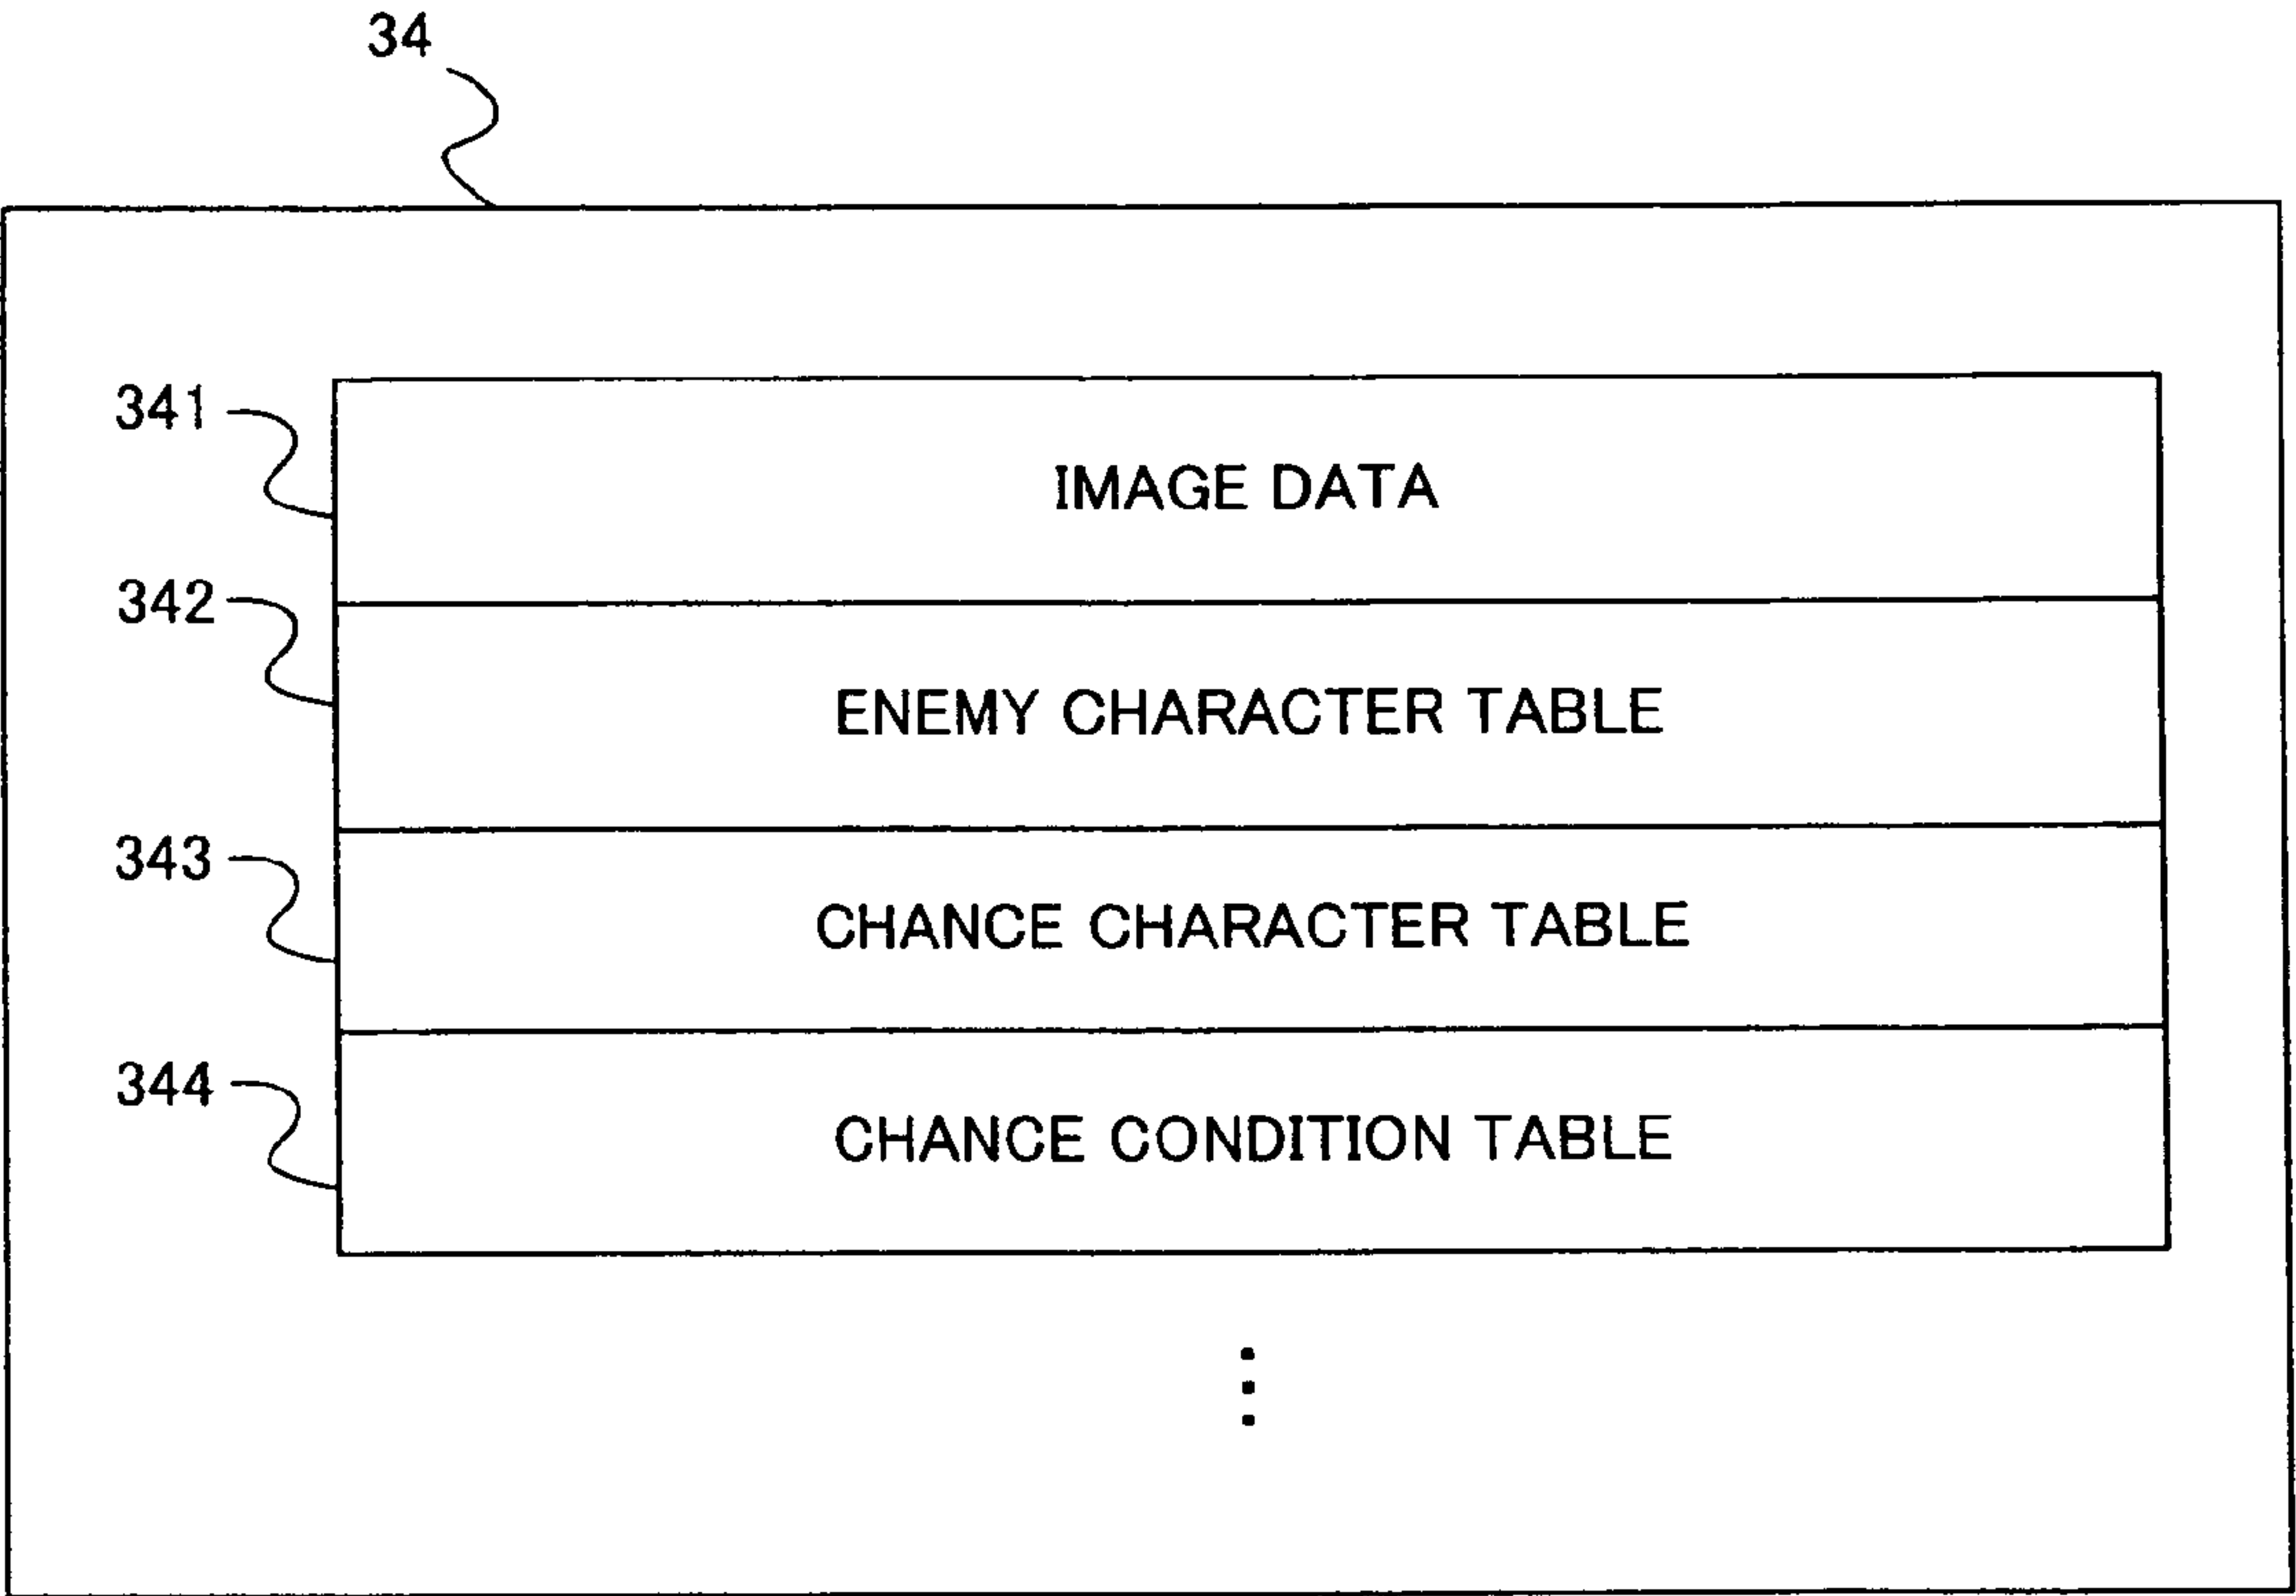 34
341
IMAGE DATA
342
ENEMY CHARACTER TABLE
343
CHANCE CHARACTER TABLE
344
CHANCE CONDITION TABLE